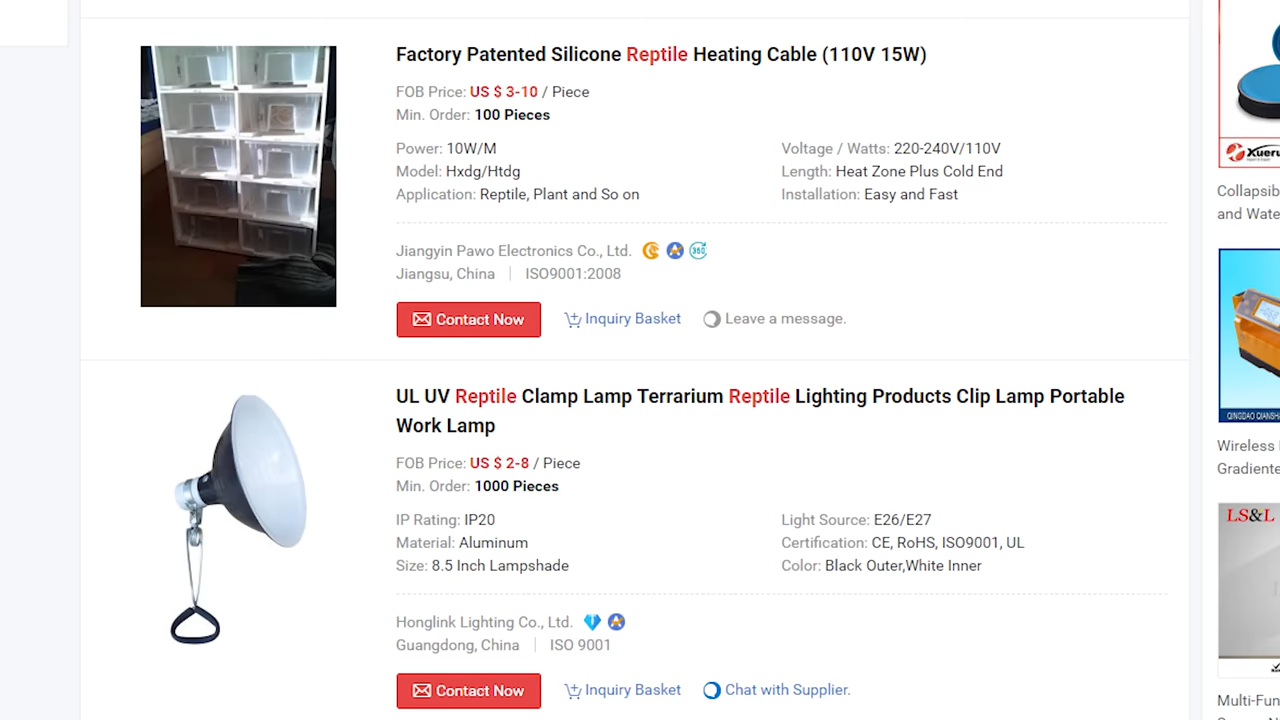 Factory Patented Silicone Reptile Heating Cable (110V 15W)
FOB Price: US $ 3-10 / Piece
Min. Order: 100 Pieces
Power: 10W/M
Voltage / Watts: 220-240V/110V
Model: Hxdg/Htdg
Length: Heat Zone Plus Cold End
Application: Reptile, Plant and So on
Installation: Easy and Fast
Jiangyin Pawo Electronics Co., Ltd.
360°
Jiangsu, China | ISO9001:2008
Contact Now
Inquiry Basket
Leave a message.
UL UV Reptile Clamp Lamp Terrarium Reptile Lighting Products Clip Lamp Portable
Work Lamp
FOB Price: US $ 2-8 / Piece
Min. Order: 1000 Pieces
IP Rating: IP20
Light Source: E26/E27
Material: Aluminum
Certification: CE, RoHS, ISO9001, UL
Size: 8.5 Inch Lampshade
Color: Black Outer,White Inner
Honglink Lighting Co., Ltd.
Guangdong, China | ISO 9001
Contact Now
Inquiry Basket
Chat with Supplier.
Xueru
Collapsib
and Wate
QINGDAO QIANSHA
Wireless
Gradiente
LS&L
Multi-Fun